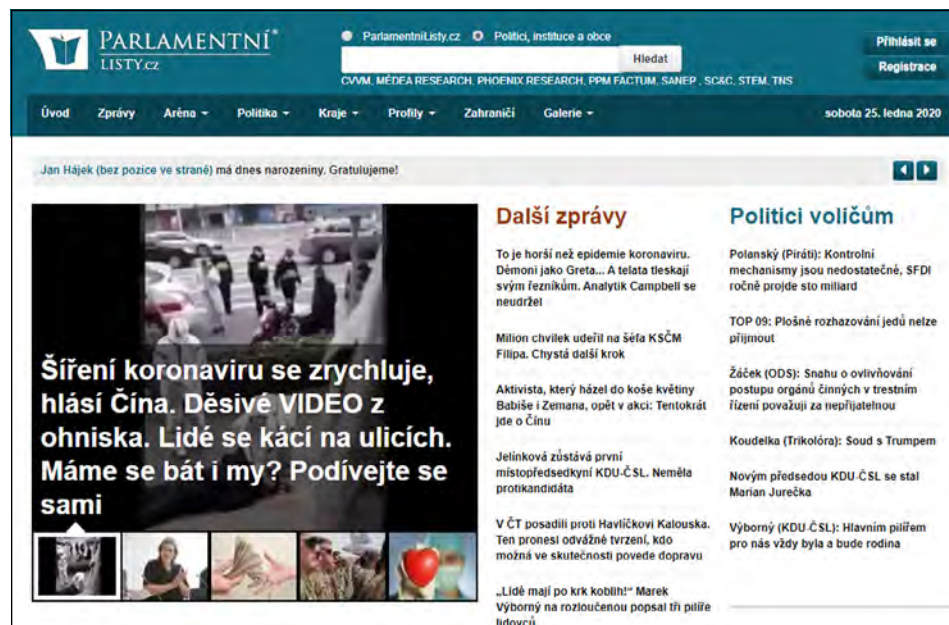 PARLAMENTNÍ
LISTY.cz
ParlamentniListy.cz Politici, instituce a obce
Hledat
CVVM, MÉDEA RESEARCH, PHOENIX RESEARCH, PPM FACTUM, SANEP , SC&C, STEM, TNS
Přihlásit se
Registrace
Úvod Zprávy Aréna Politika Kraje Profily Zahraničí Galerie sobota 25. ledna 2020
Jan Hájek (bez pozice ve straně) má dnes narozeniny. Gratulujeme!
Šíření koronaviru se zrychluje,
hlásí Čína. Děsivé VIDEO z
ohniska. Lidé se kácí na ulicích.
Máme se bát i my? Podívejte se
sami
Další zprávy
To je horší než epidemie koronaviru.
Démoni jako Greta... A telata tleskají
svým řezníkům. Analytik Campbell se
neudržel
Milion chvilek udeřil na šéfa KSČM
Filipa. Chystá další krok
Aktivista, který házel do koše květiny
Babiše i Zemana, opět v akci: Tentokrát
jde o Čínu
Jelínková zůstává první
místopředsedkyní KDU-ČSL. Neměla
protikandidáta
V ČT posadili proti Havlíčkovi Kalouska.
Ten pronesl odvážné tvrzení, kdo
možná ve skutečnosti povede dopravu
„Lidé mají po krk koblih!“ Marek
Výborný na rozloučenou popsal tři pilíře
lidovců
Politici voličům
Polanský (Piráti): Kontrolní
mechanismy jsou nedostatečné, SFDI
ročně projde sto miliard
TOP 09: Plošné rozhazování jedů nelze
přijmout
Žáček (ODS): Snahu o ovlivňování
postupu orgánů činných v trestním
řízení považuji za nepřijatelnou
Koudelka (Trikolóra): Soud s Trumpem
Novým předsedou KDU-ČSL se stal
Marian Jurečka
Výborný (KDU-ČSL): Hlavním pilířem
pro nás vždy byla a bude rodina